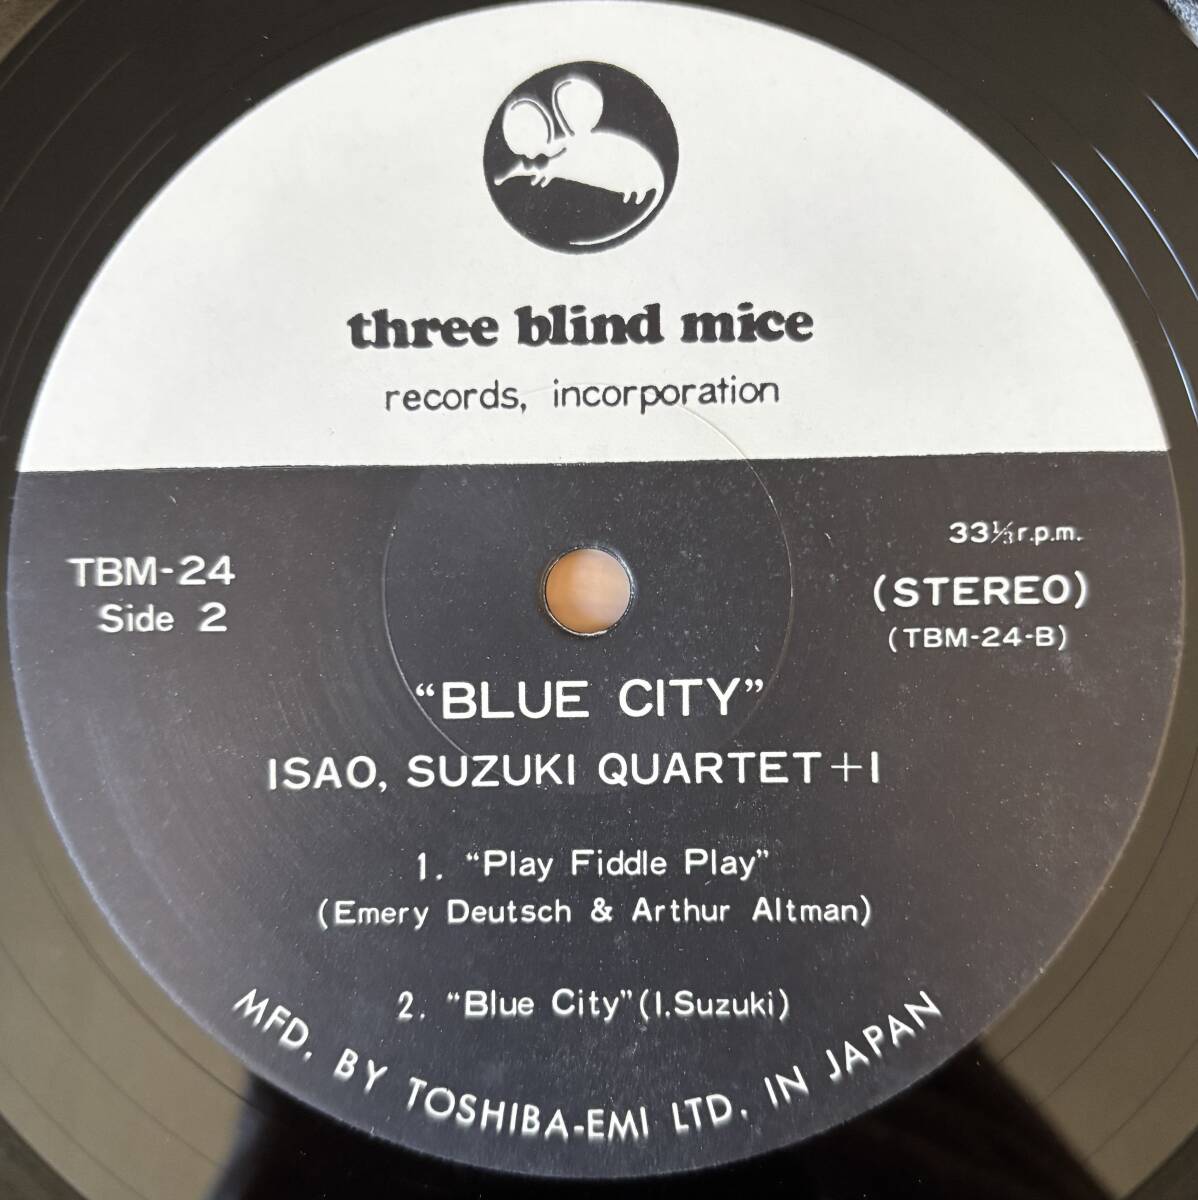 three blind mice
records, incorporation
33⅓ r.p.m.
TBM-24
Side 2
(STEREO)
(TBM-24-B)
"BLUE CITY"
ISAO, SUZUKI QUARTET+1
1. "Play Fiddle Play"
(Emery Deutsch & Arthur Altman)
2. "Blue City"(I.Suzuki)
MFD. BY TOSHIBA-EMI LTD. IN JAPAN